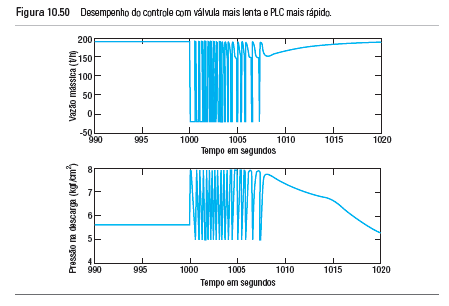 Figura 10.50 Desempenho do controle com válvula mais lenta e PLC mais rápido.
Vazão mássica (t/h)
200
150
100
50
0
-50
990 995 1000 1005 1010 1015 1020
Tempo em segundos
Pressão na descarga (kgf/cm²)
8
7
6
5
4
990 995 1000 1005 1010 1015 1020
Tempo em segundos